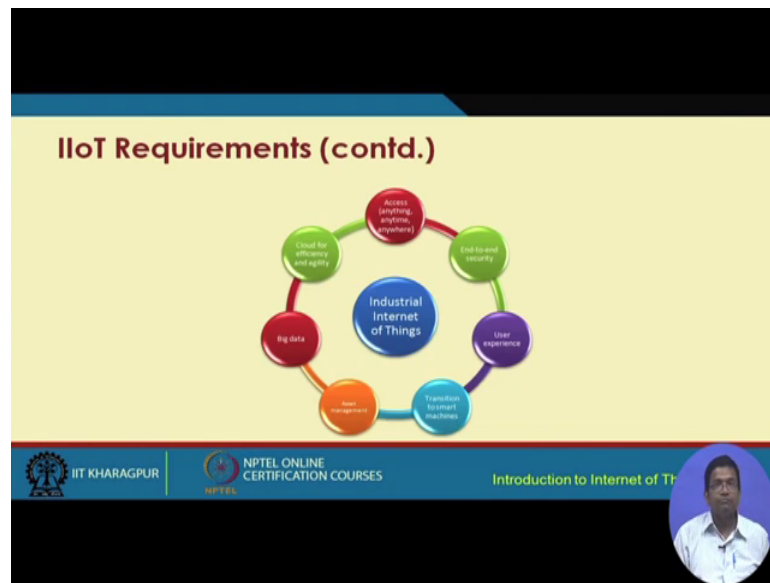 IIoT Requirements (contd.)
Access
(anything,
anytime,
anywhere)
End-to-end
security
User
experience
Transition
to smart
machines
Asset
management
Big data
Cloud for
efficiency
and agility
Industrial
Internet
of Things
IIT KHARAGPUR
NPTEL
NPTEL ONLINE
CERTIFICATION COURSES
Introduction to Internet of Th